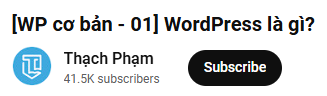 [WP cơ bản - 01] WordPress là gì?
Thạch Phạm
41.5K subscribers
Subscribe